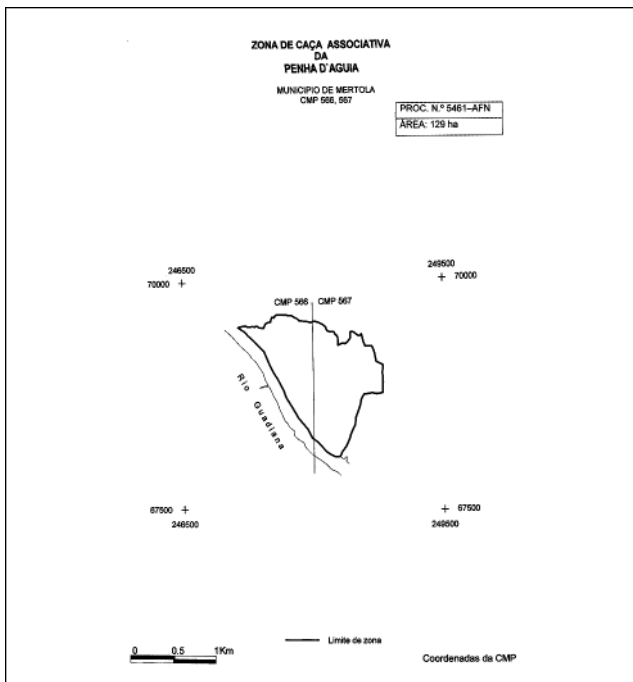 ZONA DE CAÇA ASSOCIATIVA
DA
PENHA D'AGUIA
MUNICIPIO DE MERTOLA
CMP 566, 567
PROC. N.º 5461-AFN
ÁREA: 129 ha
246500
70000
249500
70000
CMP 566
CMP 567
Rio Guadiana
67500
246500
67500
249500
0 0.5 1Km
Limite de zona
Coordenadas da CMP